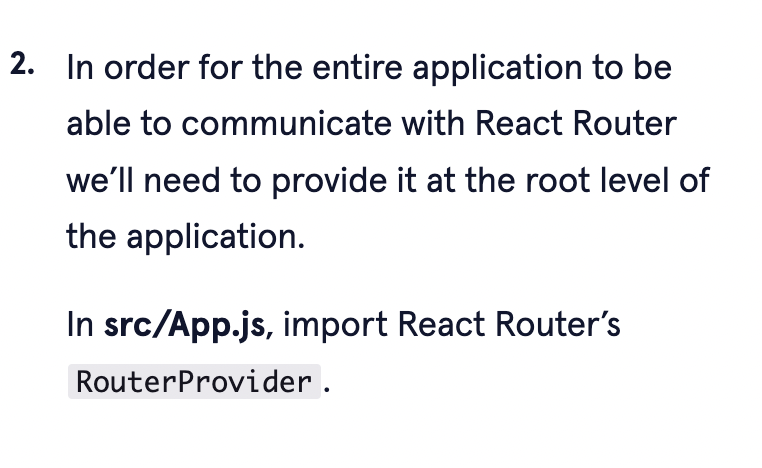 2. In order for the entire application to be
able to communicate with React Router
we’ll need to provide it at the root level of
the application.
In src/App.js, import React Router’s
RouterProvider.